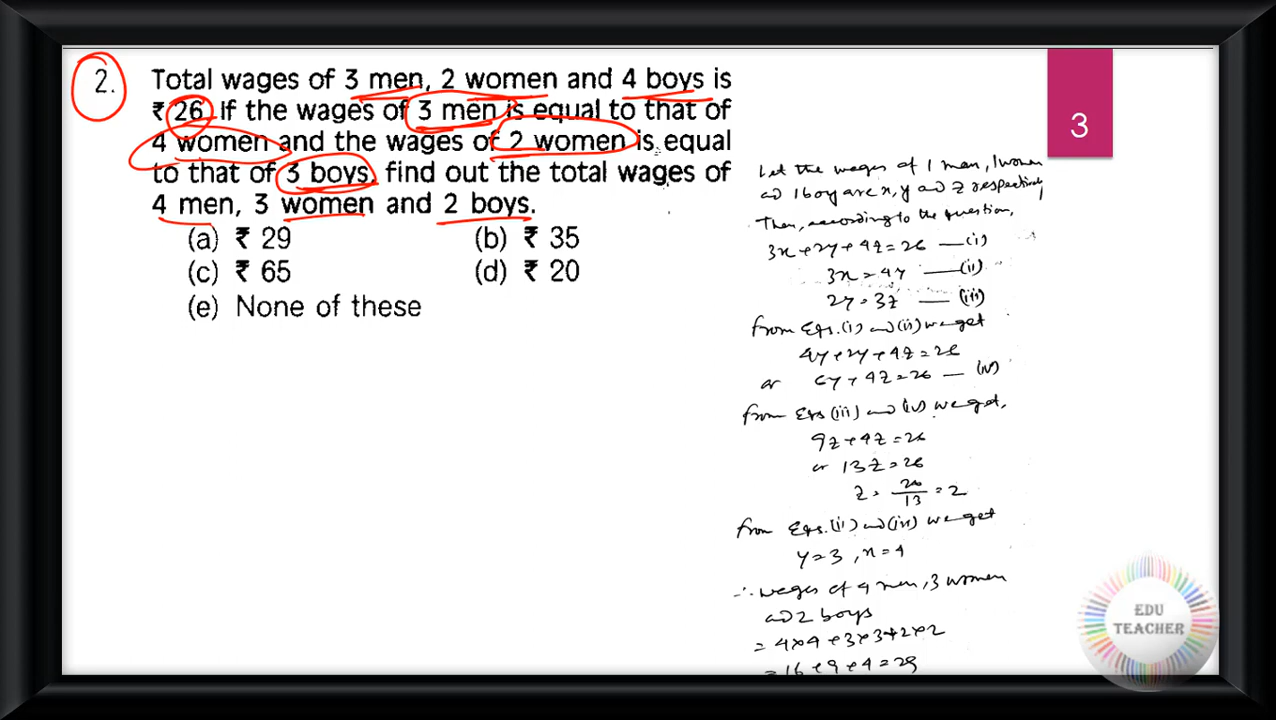 2.
Total wages of 3 men, 2 women and 4 boys is
₹ 26 If the wages of 3 men is equal to that of
4 women and the wages of 2 women is equal
to that of 3 boys, find out the total wages of
4 men, 3 women and 2 boys.
(a) ₹ 29 (b) ₹ 35
(c) ₹ 65 (d) ₹ 20
(e) None of these
3
Let the wages of 1 man, 1 women
and 1 boy are x, y and z respectively
Then, according to the question,
3x + 2y + 4z = 26 — (i)
3x = 4y — (ii)
2y = 3z — (iii)
From Eqs. (i) and (ii) we get
4y + 2y + 4z = 26
or 6y + 4z = 26 — (iv)
From Eqs (iii) and (iv) we get,
9z + 4z = 26
or 13z = 26
z = 26/13 = 2
From Eqs. (ii) and (iii) we get
y = 3, x = 4
∴ wages of 4 men, 3 women
and 2 boys
= 4×4 + 3×3 + 2×2
= 16 + 9 + 4 = 29
EDU
TEACHER